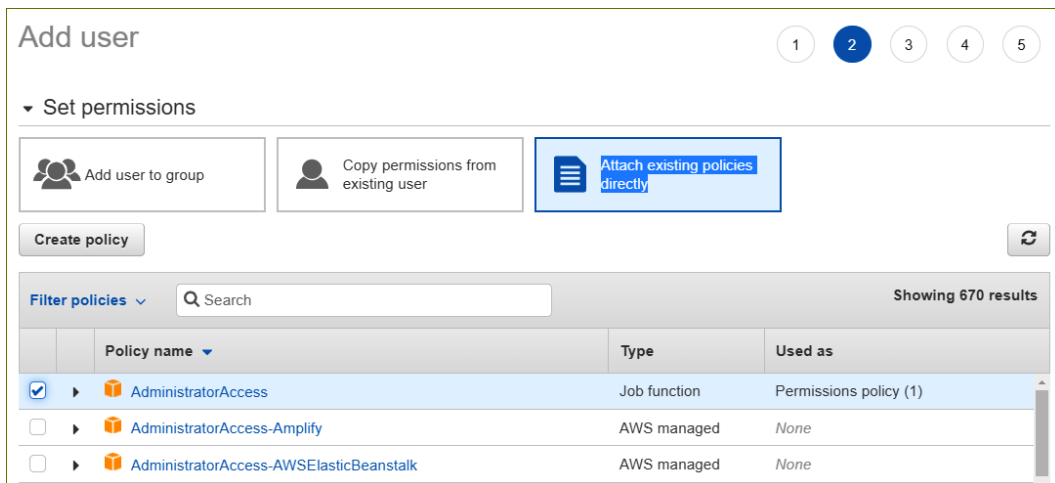 Add user
1 2 3 4 5
Set permissions
Add user to group
Copy permissions from
existing user
Attach existing policies
directly
Create policy
Filter policies
Search
Showing 670 results
Policy name Type Used as
AdministratorAccess Job function Permissions policy (1)
AdministratorAccess-Amplify AWS managed None
AdministratorAccess-AWSElasticBeanstalk AWS managed None